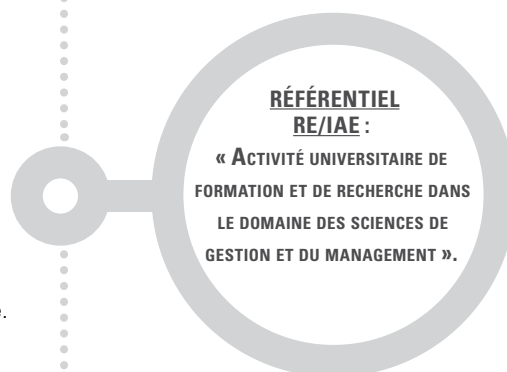 RÉFÉRENTIEL
RE/IAE :
« ACTIVITÉ UNIVERSITAIRE DE
FORMATION ET DE RECHERCHE DANS
LE DOMAINE DES SCIENCES DE
GESTION ET DU MANAGEMENT ».